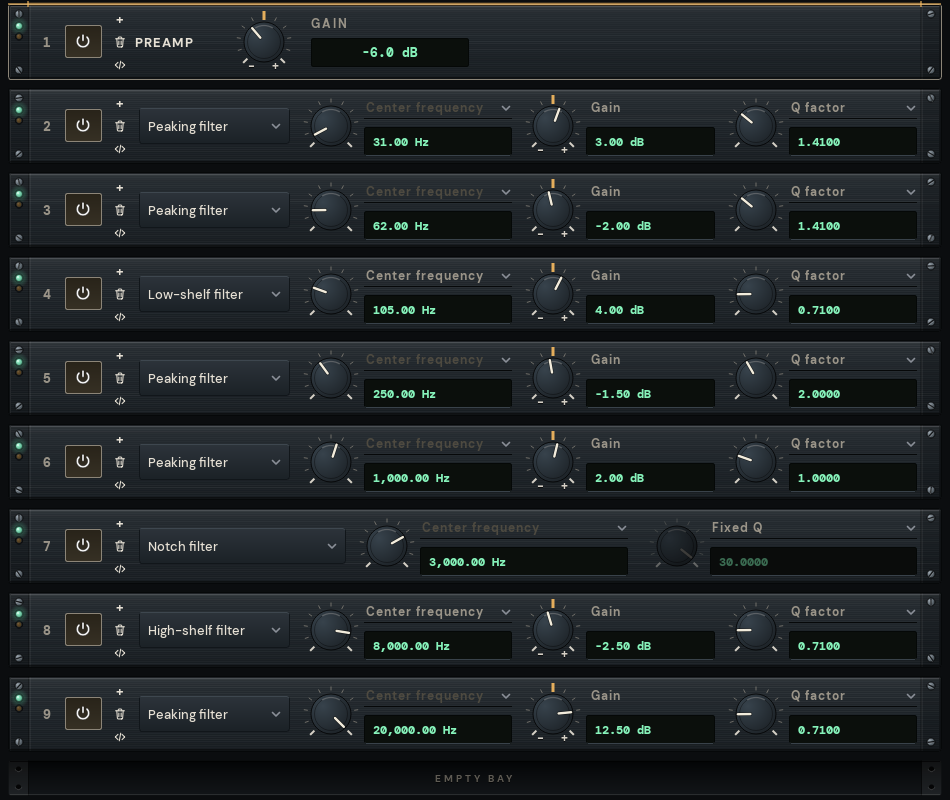 1 PREAMP GAIN
-6.0 dB
− +
2 Peaking filter Center frequency Gain Q factor
31.00 Hz 3.00 dB 1.4100
− +
3 Peaking filter Center frequency Gain Q factor
62.00 Hz -2.00 dB 1.4100
− +
4 Low-shelf filter Center frequency Gain Q factor
105.00 Hz 4.00 dB 0.7100
− +
5 Peaking filter Center frequency Gain Q factor
250.00 Hz -1.50 dB 2.0000
− +
6 Peaking filter Center frequency Gain Q factor
1,000.00 Hz 2.00 dB 1.0000
− +
7 Notch filter Center frequency Fixed Q
3,000.00 Hz 30.0000
8 High-shelf filter Center frequency Gain Q factor
8,000.00 Hz -2.50 dB 0.7100
− +
9 Peaking filter Center frequency Gain Q factor
20,000.00 Hz 12.50 dB 0.7100
− +
EMPTY BAY